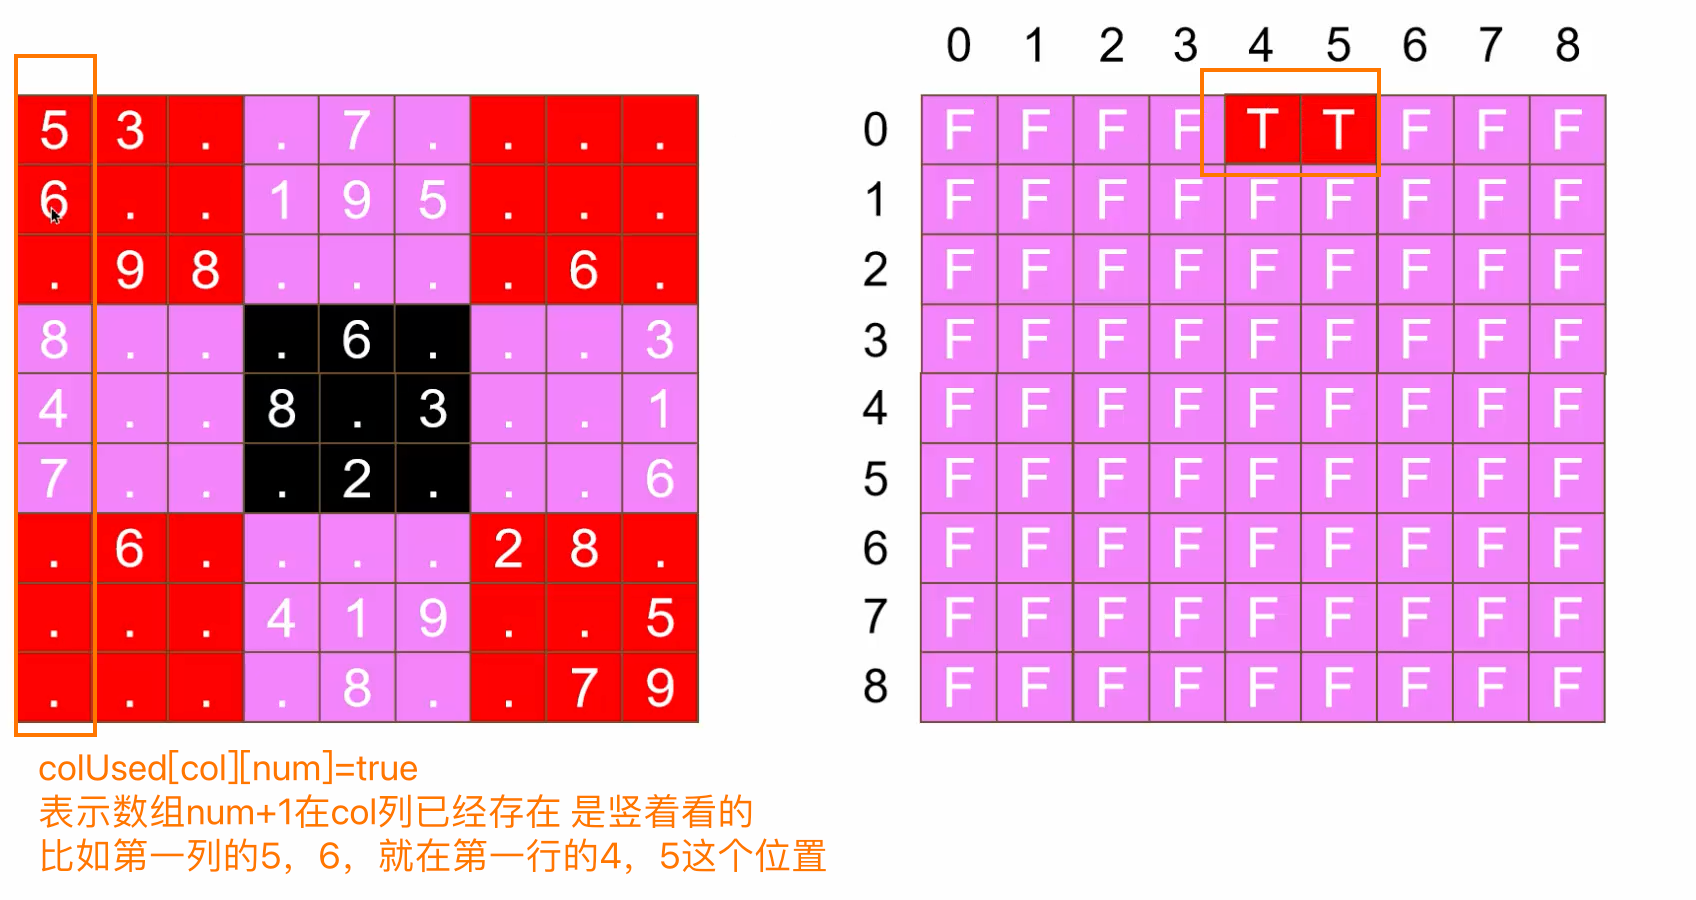 0 1 2 3 4 5 6 7 8
5 3 . . 7 . . . . 0 F F F F T T F F F
6 . . 1 9 5 . . . 1 F F F F F F F F F
. 9 8 . . . . 6 . 2 F F F F F F F F F
8 . . . 6 . . . 3 3 F F F F F F F F F
4 . . 8 . 3 . . 1 4 F F F F F F F F F
7 . . . 2 . . . 6 5 F F F F F F F F F
. 6 . . . . 2 8 . 6 F F F F F F F F F
. . . 4 1 9 . . 5 7 F F F F F F F F F
. . . . 8 . . 7 9 8 F F F F F F F F F
colUsed[col][num]=true
表示数组num+1在col列已经存在 是竖着看的
比如第一列的5，6，就在第一行的4，5这个位置